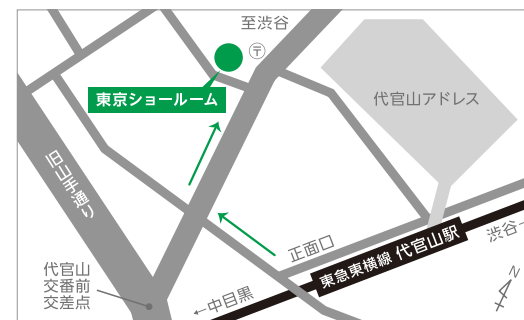 至渋谷
〒
東京ショールーム
代官山アドレス
旧山手通り
正面口
東急東横線 代官山駅
渋谷→
代官山
交番前
交差点
←中目黒
N